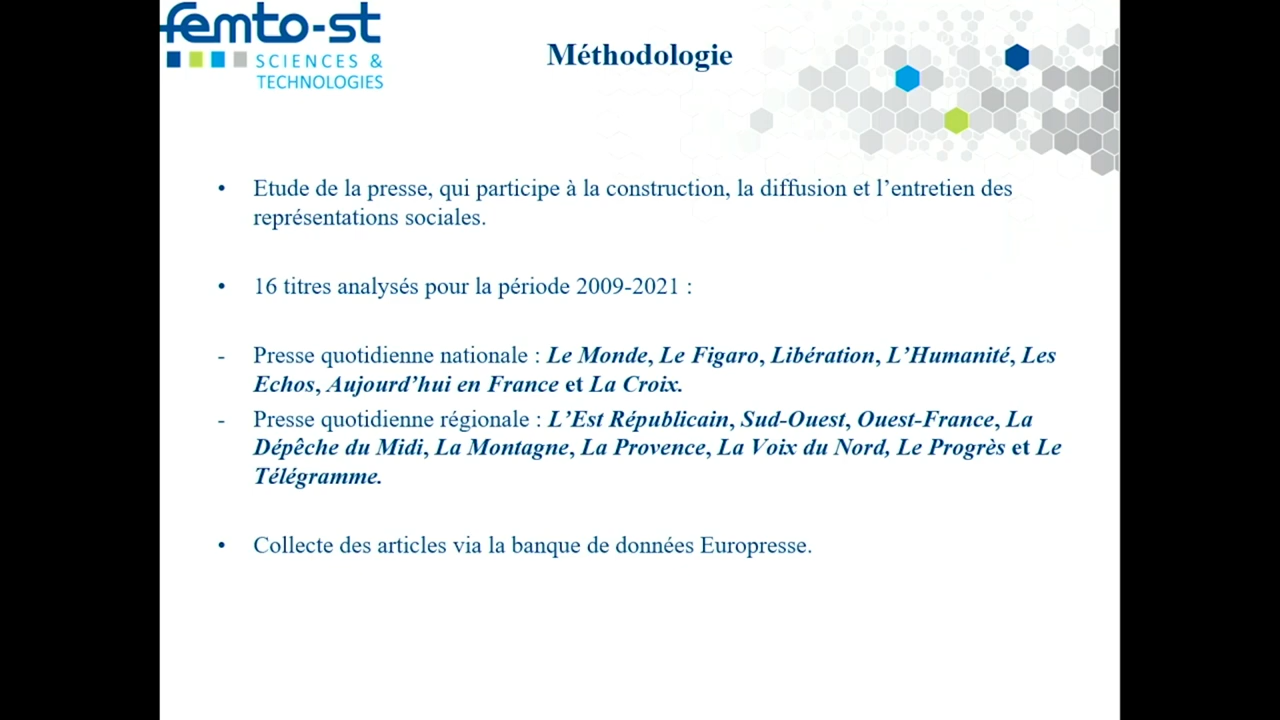 femto-st
SCIENCES &
TECHNOLOGIES
Méthodologie
• Etude de la presse, qui participe à la construction, la diffusion et l’entretien des
représentations sociales.
• 16 titres analysés pour la période 2009-2021 :
- Presse quotidienne nationale : Le Monde, Le Figaro, Libération, L’Humanité, Les
Echos, Aujourd’hui en France et La Croix.
- Presse quotidienne régionale : L’Est Républicain, Sud-Ouest, Ouest-France, La
Dépêche du Midi, La Montagne, La Provence, La Voix du Nord, Le Progrès et Le
Télégramme.
• Collecte des articles via la banque de données Europresse.